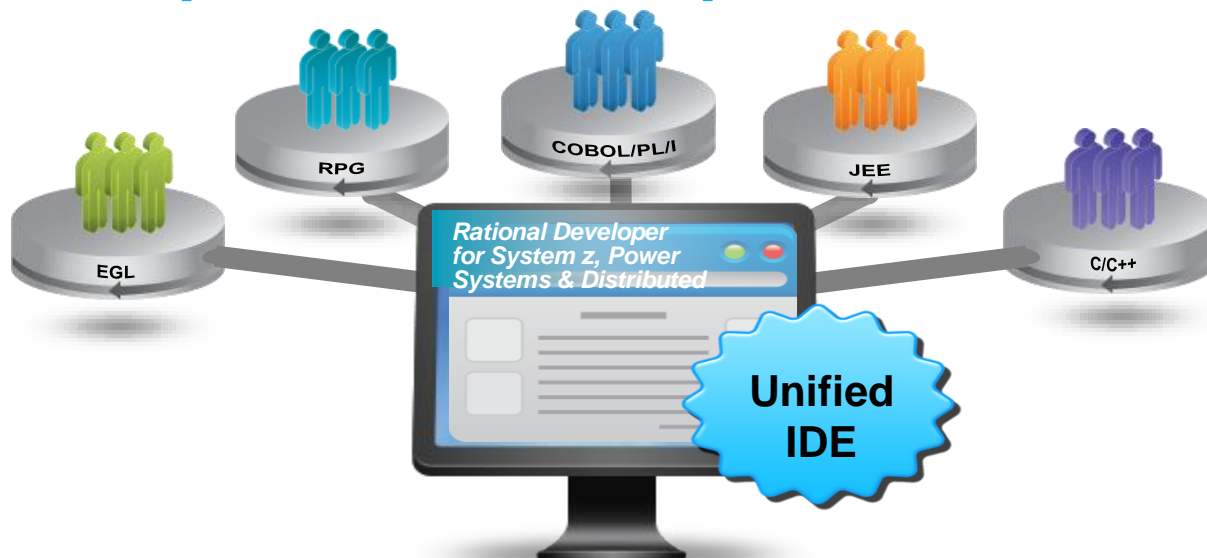 COBOL/PL/I
RPG
JEE
EGL
C/C++
Rational Developer
for System z, Power
Systems & Distributed
Unified
IDE